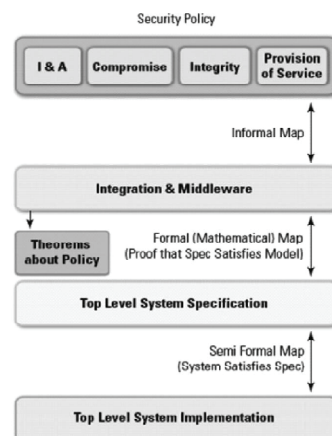 Security Policy
I & A
Compromise
Integrity
Provision
of Service
Informal Map
Integration & Middleware
Theorems
about Policy
Formal (Mathematical) Map
(Proof that Spec Satisfies Model)
Top Level System Specification
Semi Formal Map
(System Satisfies Spec)
Top Level System Implementation